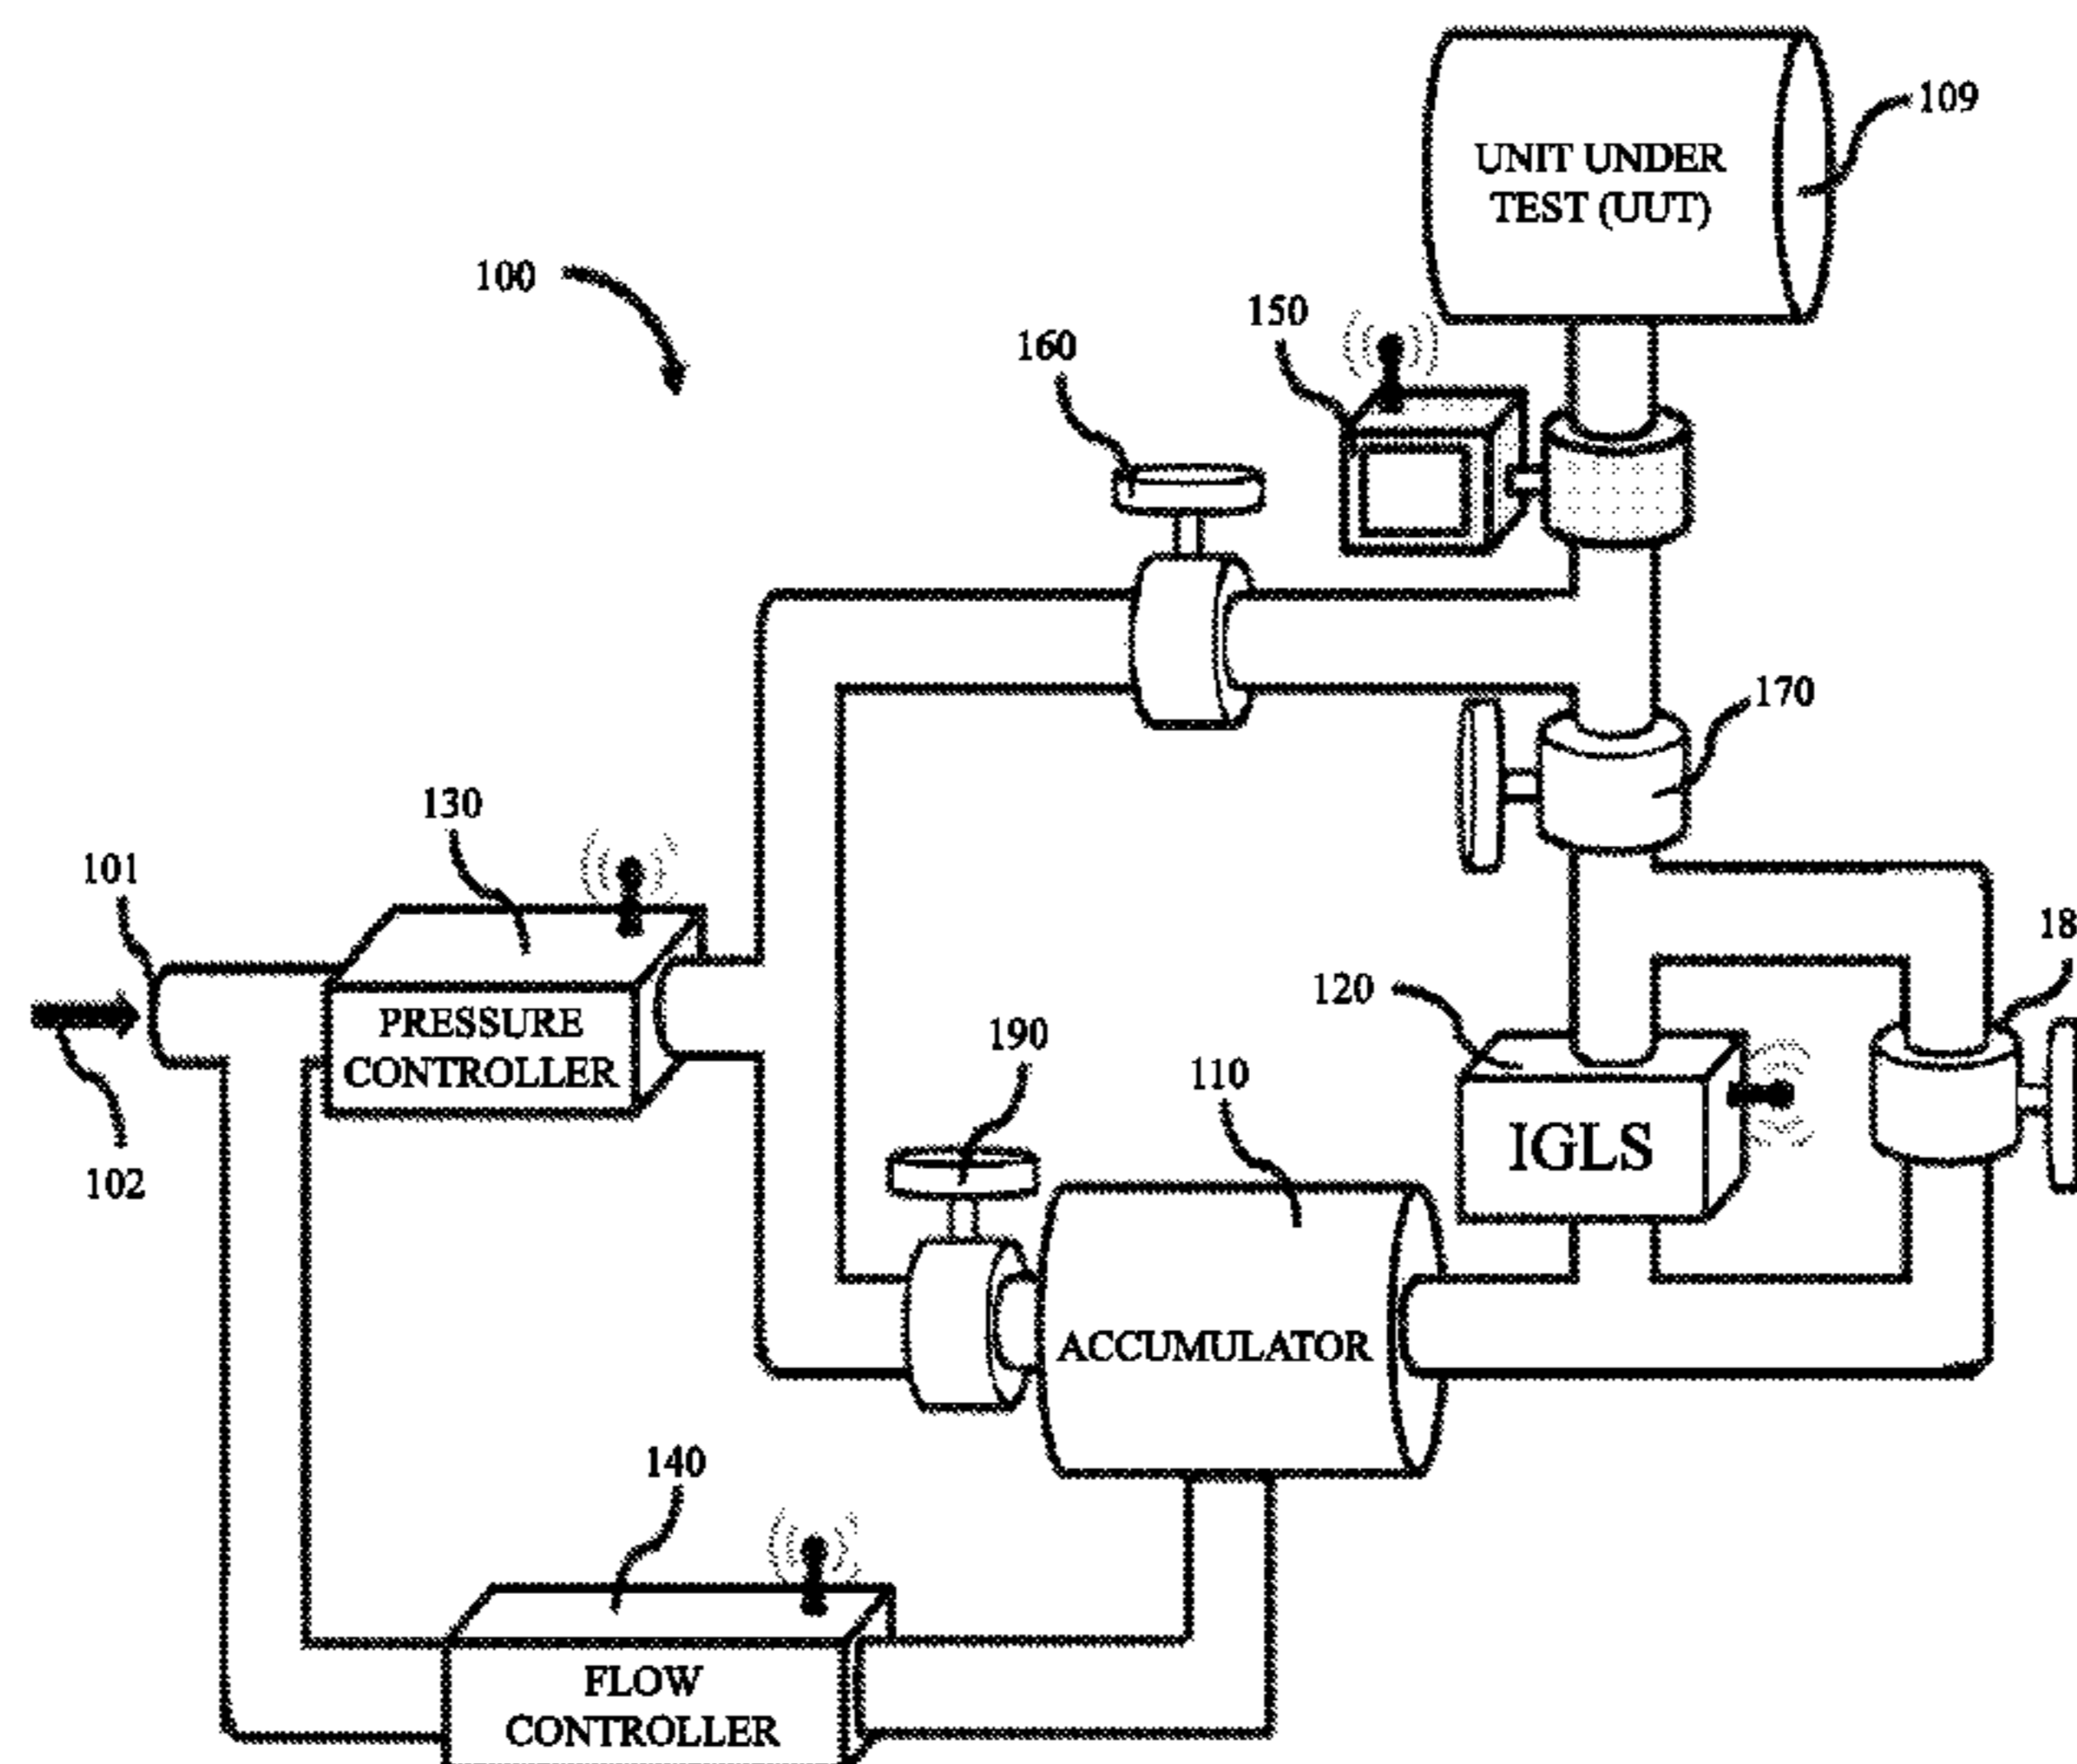 109
UNIT UNDER
TEST (UUT)
100
150
160
170
130
101
18
120
PRESSURE
CONTROLLER
190
110
IGLS
102
ACCUMULATOR
140
FLOW
CONTROLLER